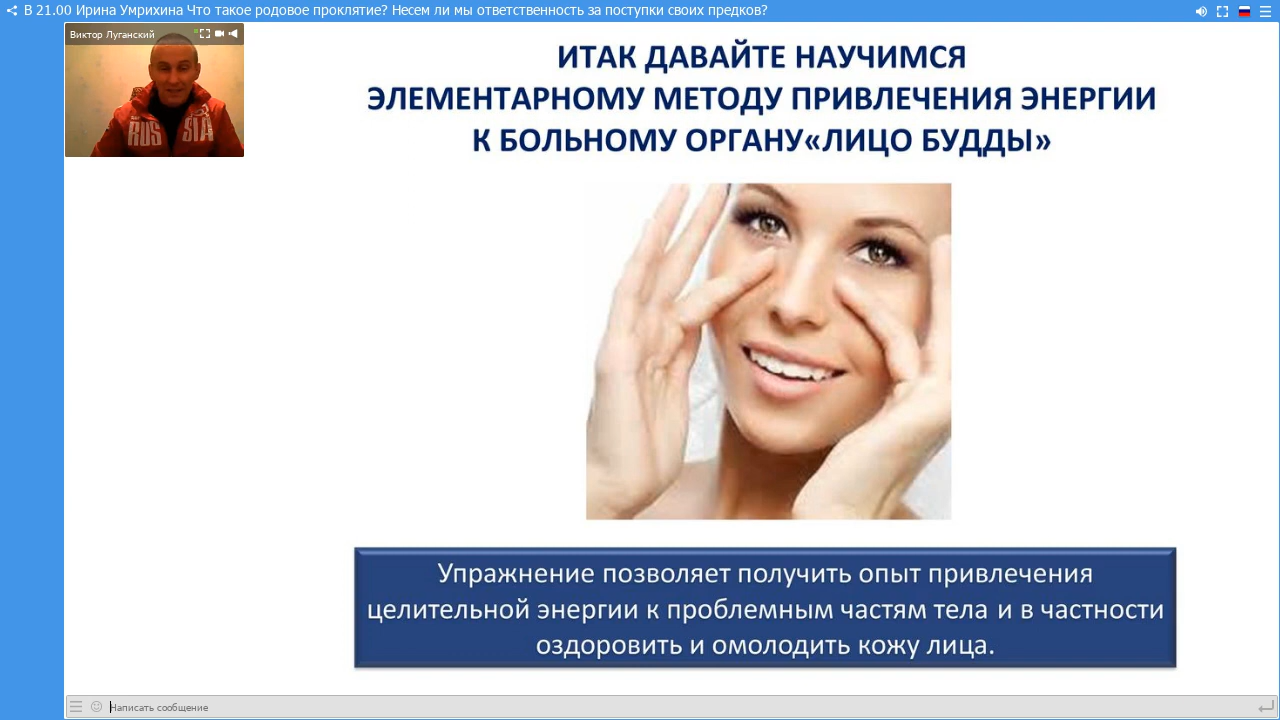 В 21.00 Ирина Умрихина Что такое родовое проклятие? Несем ли мы ответственность за поступки своих предков?
Виктор Луганский
RUSSIA
ИТАК ДАВАЙТЕ НАУЧИМСЯ
ЭЛЕМЕНТАРНОМУ МЕТОДУ ПРИВЛЕЧЕНИЯ ЭНЕРГИИ
К БОЛЬНОМУ ОРГАНУ«ЛИЦО БУДДЫ»
Упражнение позволяет получить опыт привлечения
целительной энергии к проблемным частям тела и в частности
оздоровить и омолодить кожу лица.
Написать сообщение